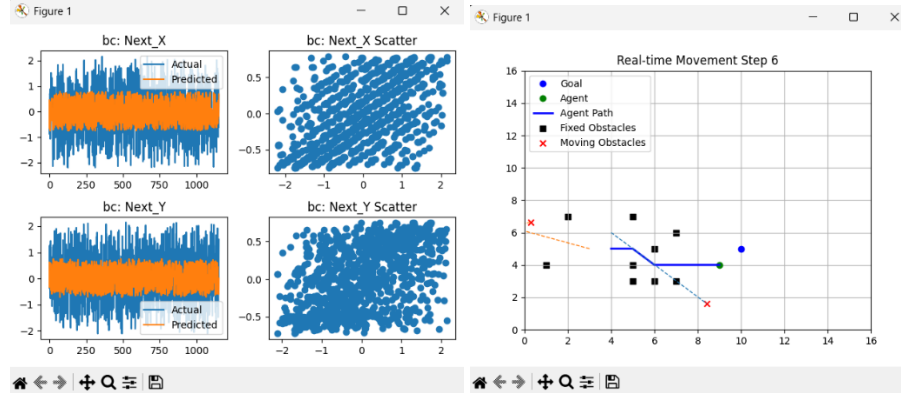 Figure 1
bc: Next_X
2
1
0
−1
−2
Actual
Predicted
0 250 500 750 1000
bc: Next_X Scatter
0.5
0.0
−0.5
−2 −1 0 1 2
bc: Next_Y
2
1
0
−1
−2
Actual
Predicted
0 250 500 750 1000
bc: Next_Y Scatter
0.5
0.0
−0.5
−2 −1 0 1 2
Figure 1
Real-time Movement Step 6
16
14
12
10
8
6
4
2
0
Goal
Agent
Agent Path
Fixed Obstacles
Moving Obstacles
0 2 4 6 8 10 12 14 16